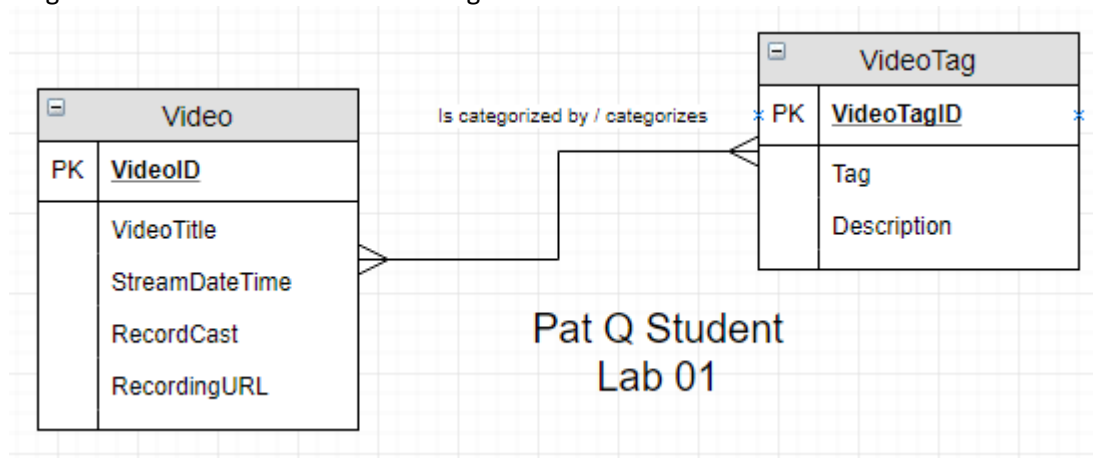 Video
PK VideoID
VideoTitle
StreamDateTime
RecordCast
RecordingURL
Is categorized by / categorizes
VideoTag
PK VideoTagID
Tag
Description
Pat Q Student
Lab 01